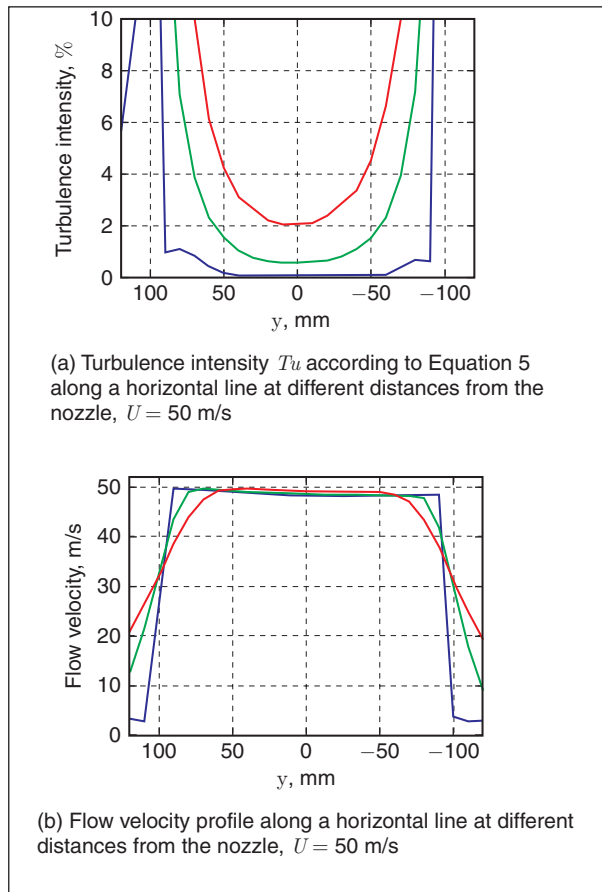 10
8
6
4
2
0
Turbulence intensity, %
100 50 0 −50 −100
y, mm
(a) Turbulence intensity Tu according to Equation 5
along a horizontal line at different distances from the
nozzle, U = 50 m/s
50
40
30
20
10
0
Flow velocity, m/s
100 50 0 −50 −100
y, mm
(b) Flow velocity profile along a horizontal line at different
distances from the nozzle, U = 50 m/s